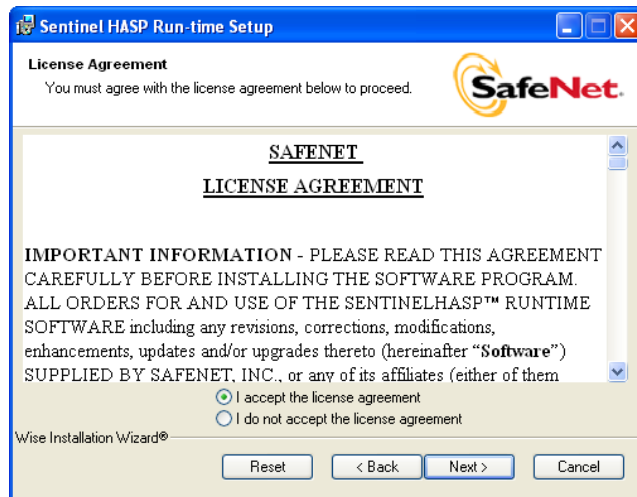 Sentinel HASP Run-time Setup
License Agreement
You must agree with the license agreement below to proceed.
SafeNet.
SAFENET
LICENSE AGREEMENT
IMPORTANT INFORMATION - PLEASE READ THIS AGREEMENT
CAREFULLY BEFORE INSTALLING THE SOFTWARE PROGRAM.
ALL ORDERS FOR AND USE OF THE SENTINELHASP™ RUNTIME
SOFTWARE including any revisions, corrections, modifications,
enhancements, updates and/or upgrades thereto (hereinafter “Software”)
SUPPLIED BY SAFENET, INC., or any of its affiliates (either of them
I accept the license agreement
I do not accept the license agreement
Wise Installation Wizard®
Reset
< Back
Next >
Cancel